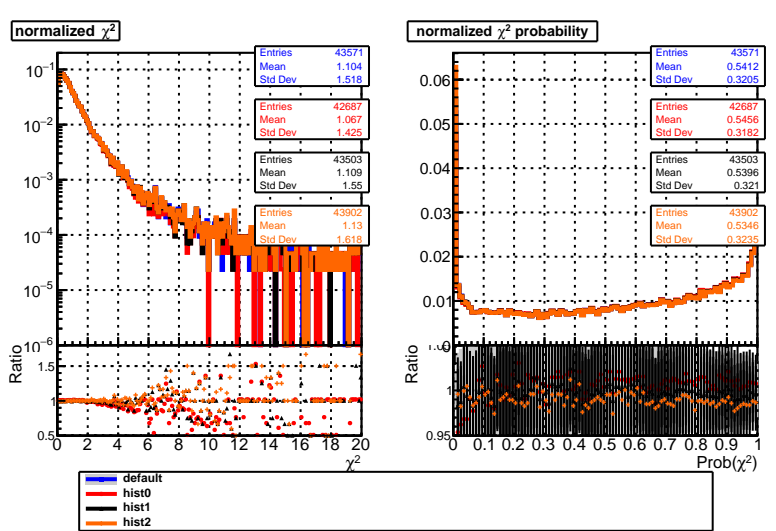 normalized χ²
normalized χ² probability
Entries 43571
Mean 1.104
Std Dev 1.518
Entries 42687
Mean 1.067
Std Dev 1.425
Entries 43503
Mean 1.109
Std Dev 1.55
Entries 43902
Mean 1.13
Std Dev 1.618
10⁻¹
10⁻²
10⁻³
10⁻⁴
10⁻⁵
10⁻⁶
Ratio
1.5
1
0.5
0 2 4 6 8 10 12 14 16 18 20
χ²
Entries 43571
Mean 0.5412
Std Dev 0.3205
Entries 42687
Mean 0.5456
Std Dev 0.3182
Entries 43503
Mean 0.5396
Std Dev 0.321
Entries 43902
Mean 0.5346
Std Dev 0.3235
0.06
0.05
0.04
0.03
0.02
0.01
Ratio
1
0.95
0 0.1 0.2 0.3 0.4 0.5 0.6 0.7 0.8 0.9 1
Prob(χ²)
default
hist0
hist1
hist2